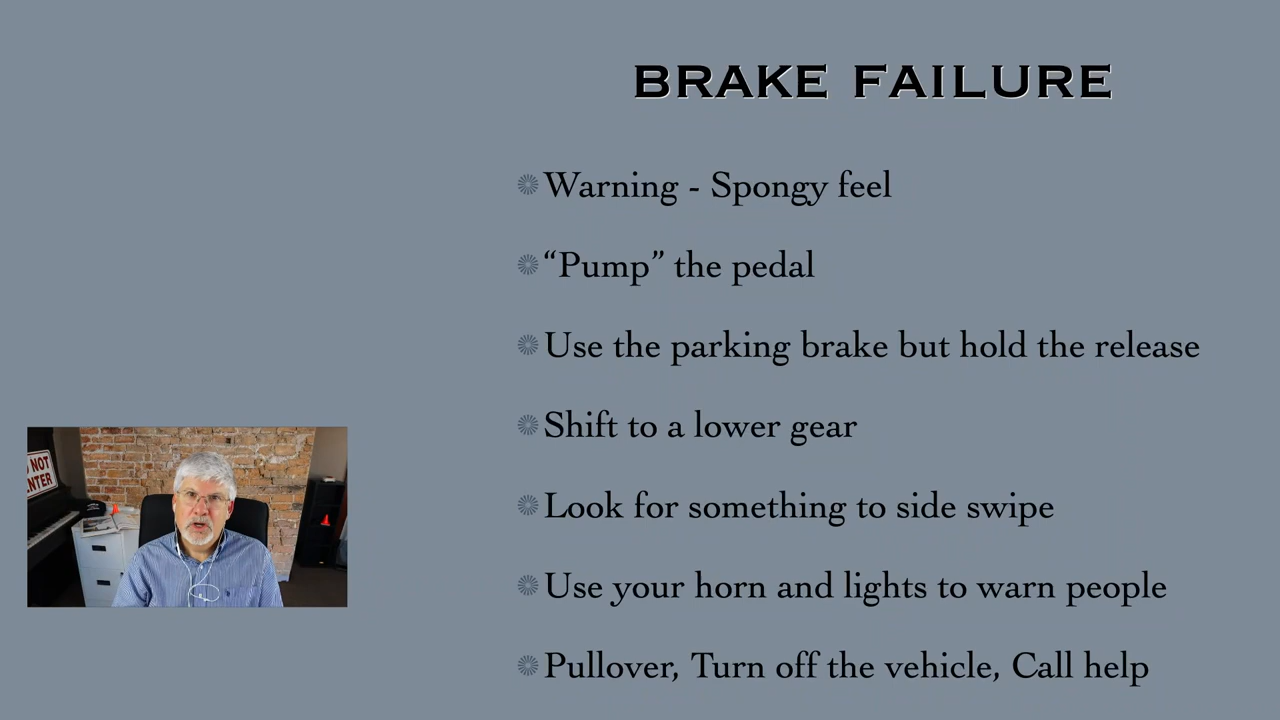 BRAKE FAILURE
Warning - Spongy feel
“Pump” the pedal
Use the parking brake but hold the release
Shift to a lower gear
Look for something to side swipe
Use your horn and lights to warn people
Pullover, Turn off the vehicle, Call help
NOT
NTER